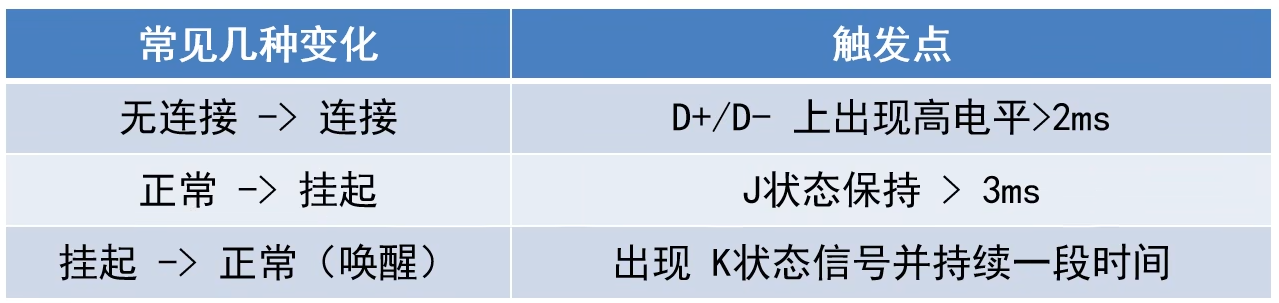 常见几种变化 触发点
无连接 -> 连接 D+/D- 上出现高电平>2ms
正常 -> 挂起 J状态保持 > 3ms
挂起 -> 正常（唤醒） 出现 K状态信号并持续一段时间